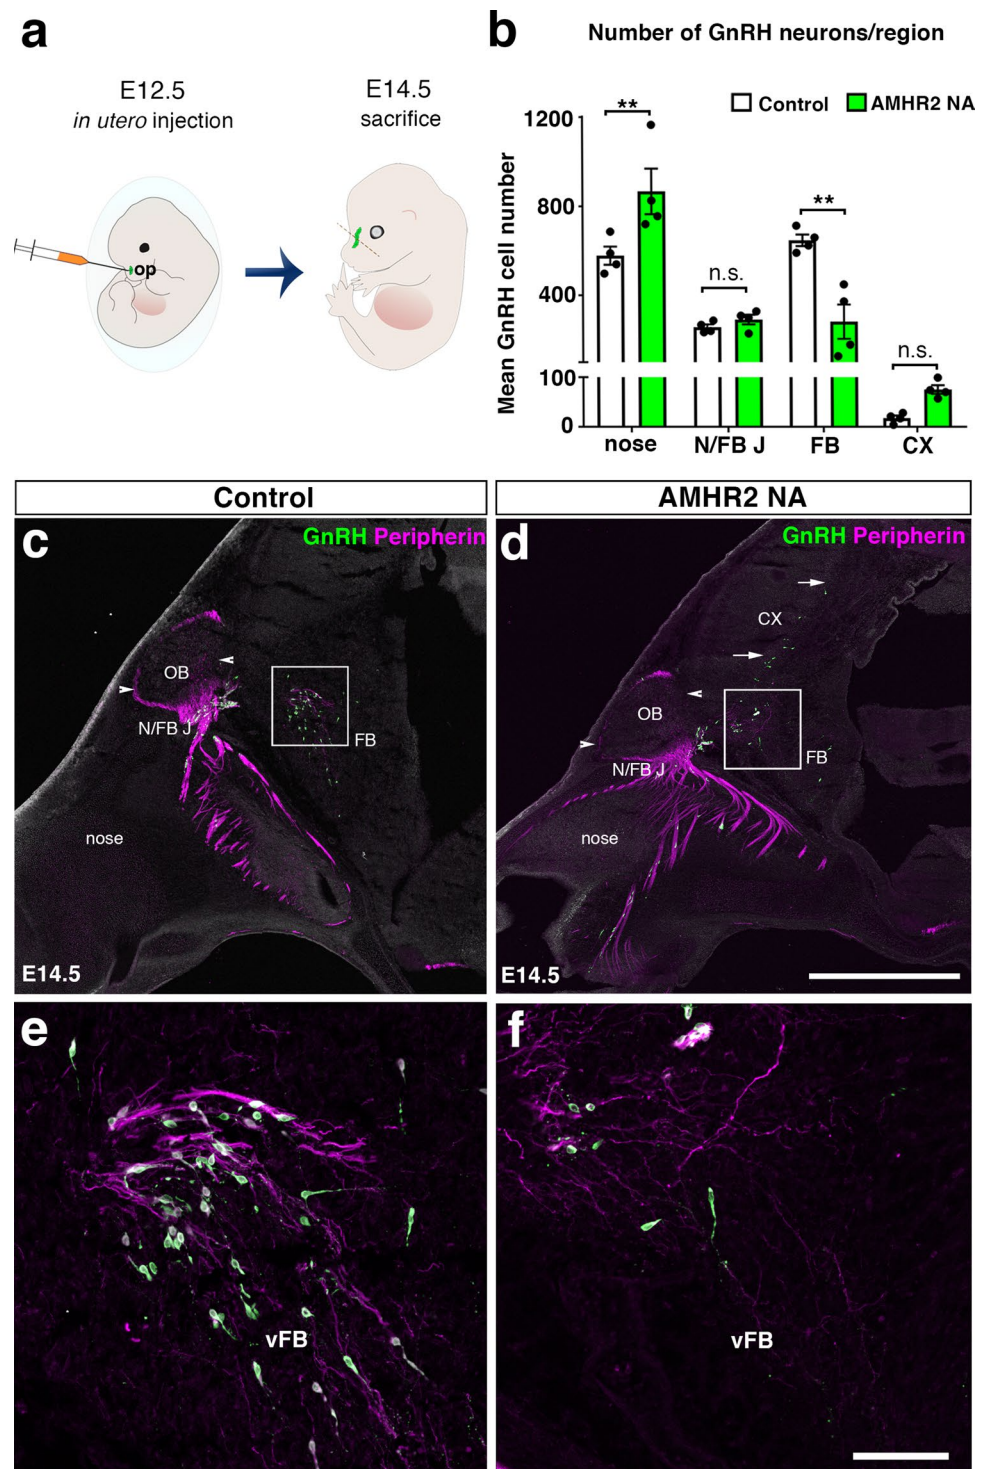 a
E12.5
in utero injection
op
E14.5
sacrifice
b
Number of GnRH neurons/region
Control
AMHR2 NA
Mean GnRH cell number
1200
800
400
100
0
**
n.s.
**
n.s.
nose
N/FB J
FB
CX
Control
AMHR2 NA
c
GnRH Peripherin
OB
N/FB J
FB
nose
E14.5
d
GnRH Peripherin
CX
OB
N/FB J
FB
nose
E14.5
e
vFB
f
vFB